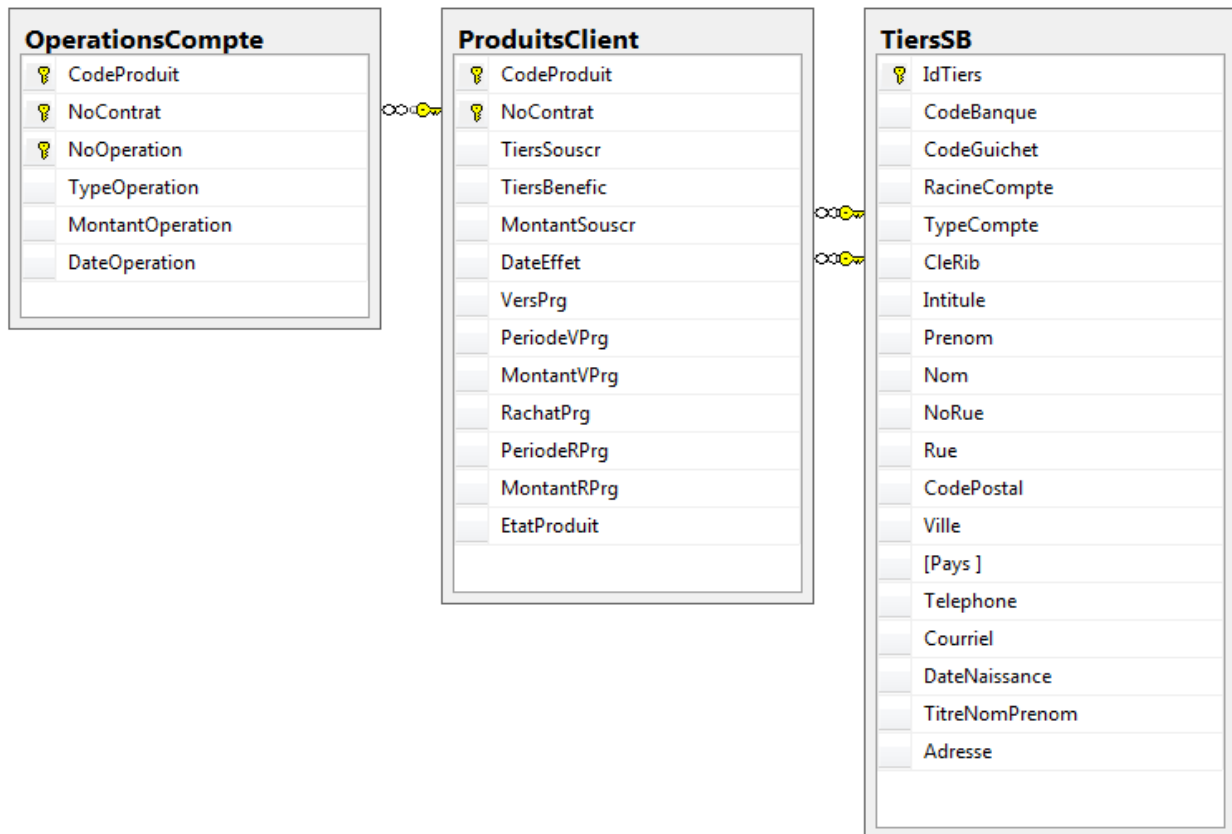 OperationsCompte
CodeProduit
NoContrat
NoOperation
TypeOperation
MontantOperation
DateOperation
ProduitsClient
CodeProduit
NoContrat
TiersSouscr
TiersBenefic
MontantSouscr
DateEffet
VersPrg
PeriodeVPrg
MontantVPrg
RachatPrg
PeriodeRPrg
MontantRPrg
EtatProduit
TiersSB
IdTiers
CodeBanque
CodeGuichet
RacineCompte
TypeCompte
CleRib
Intitule
Prenom
Nom
NoRue
Rue
CodePostal
Ville
[Pays ]
Telephone
Courriel
DateNaissance
TitreNomPrenom
Adresse